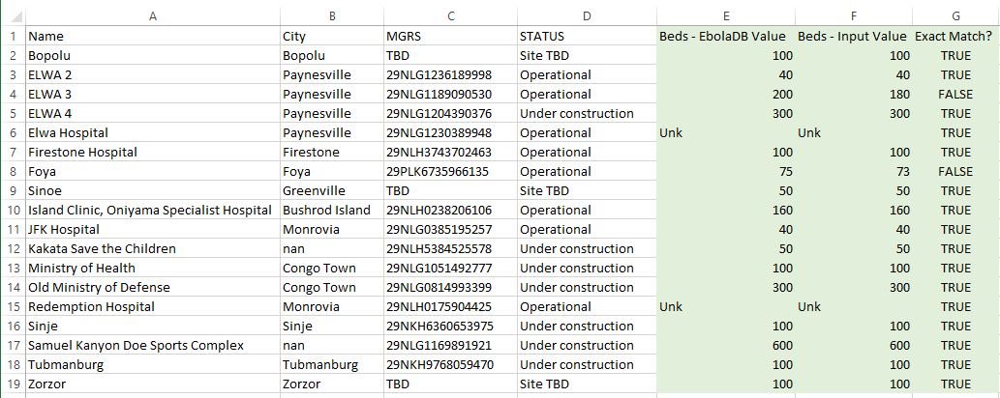 A B C D E F G
1 Name City MGRS STATUS Beds - EbolaDB Value Beds - Input Value Exact Match?
2 Bopolu Bopolu TBD Site TBD 100 100 TRUE
3 ELWA 2 Paynesville 29NLG1236189998 Operational 40 40 TRUE
4 ELWA 3 Paynesville 29NLG1189090530 Operational 200 180 FALSE
5 ELWA 4 Paynesville 29NLG1204390376 Under construction 300 300 TRUE
6 Elwa Hospital Paynesville 29NLG1230389948 Operational Unk Unk TRUE
7 Firestone Hospital Firestone 29NLH3743702463 Operational 100 100 TRUE
8 Foya Foya 29PLK6735966135 Operational 75 73 FALSE
9 Sinoe Greenville TBD Site TBD 50 50 TRUE
10 Island Clinic, Oniyama Specialist Hospital Bushrod Island 29NLH0238206106 Operational 160 160 TRUE
11 JFK Hospital Monrovia 29NLG0385195257 Operational 40 40 TRUE
12 Kakata Save the Children nan 29NLH5384525578 Under construction 50 50 TRUE
13 Ministry of Health Congo Town 29NLG1051492777 Under construction 100 100 TRUE
14 Old Ministry of Defense Congo Town 29NLG0814993399 Under construction 300 300 TRUE
15 Redemption Hospital Monrovia 29NLH0175904425 Operational Unk Unk TRUE
16 Sinje Sinje 29NKH6360653975 Under construction 100 100 TRUE
17 Samuel Kanyon Doe Sports Complex nan 29NLG1169891921 Under construction 600 600 TRUE
18 Tubmanburg Tubmanburg 29NKH9768059470 Under construction 100 100 TRUE
19 Zorzor Zorzor TBD Site TBD 100 100 TRUE